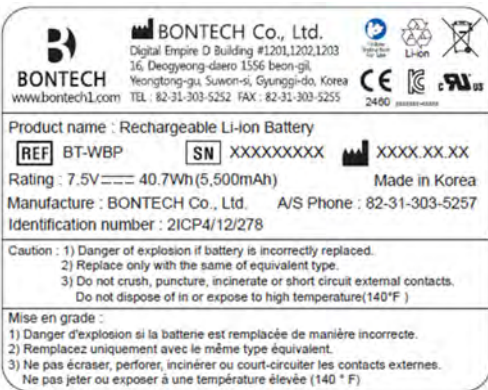 BONTECH
www.bontech1.com
BONTECH Co., Ltd.
Digital Empire D Building #1201,1202,1203
16, Deogyeong-daero 1556 beon-gil,
Yeongtong-gu, Suwon-si, Gyunggi-do, Korea
TEL : 82-31-303-5252 FAX : 82-31-303-5255
Li-ion
CE
2460
c US
Product name : Rechargeable Li-ion Battery
REF BT-WBP SN XXXXXXXXX XXXX.XX.XX
Rating : 7.5V 40.7Wh(5,500mAh) Made in Korea
Manufacture : BONTECH Co., Ltd. A/S Phone : 82-31-303-5257
Identification number : 2ICP4/12/278
Caution : 1) Danger of explosion if battery is incorrectly replaced.
2) Replace only with the same of equivalent type.
3) Do not crush, puncture, incinerate or short circuit external contacts.
Do not dispose of in or expose to high temperature(140°F )
Mise en grade :
1) Danger d'explosion si la batterie est remplacée de manière incorrecte.
2) Remplacez uniquement avec le même type équivalent.
3) Ne pas écraser, perforer, incinérer ou court-circuiter les contacts externes.
Ne pas jeter ou exposer à une température élevée (140 ° F)